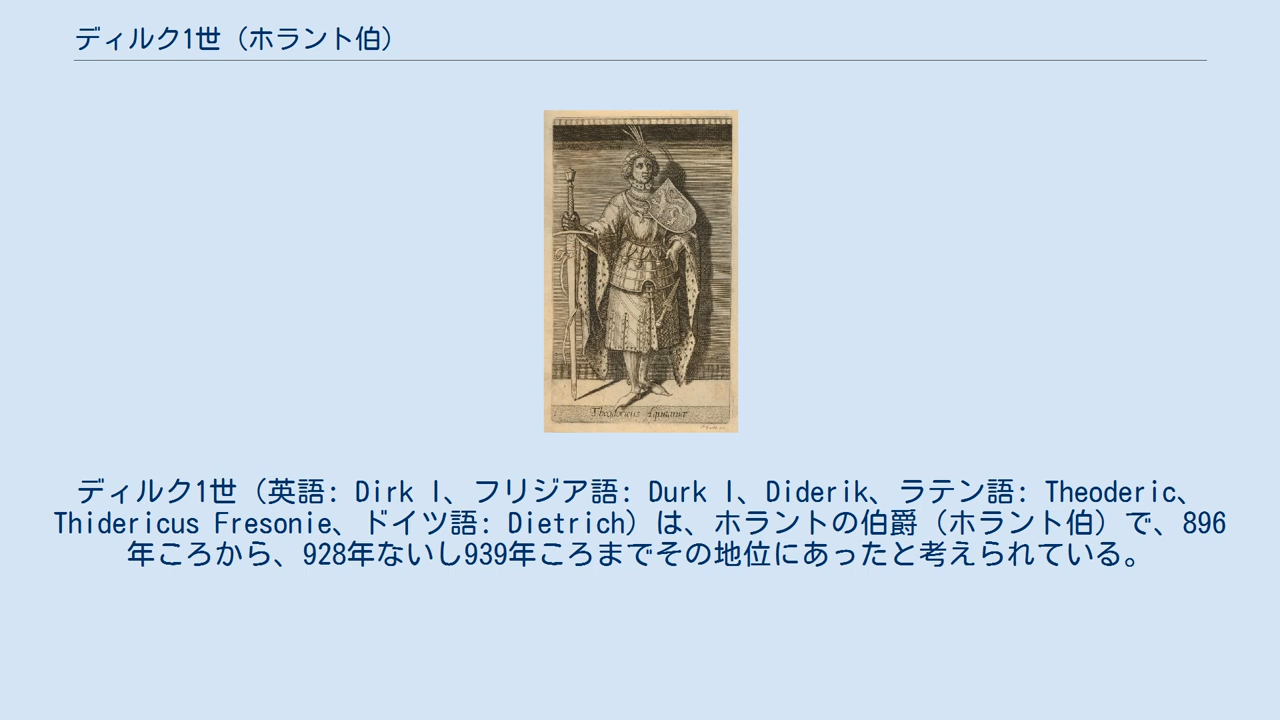 ディルク1世（ホラント伯）
ディルク1世（英語: Dirk I、フリジア語: Durk I、Diderik、ラテン語: Theoderic、
Thidericus Fresonie、ドイツ語: Dietrich）は、ホラントの伯爵（ホラント伯）で、896
年ころから、928年ないし939年ころまでその地位にあったと考えられている。